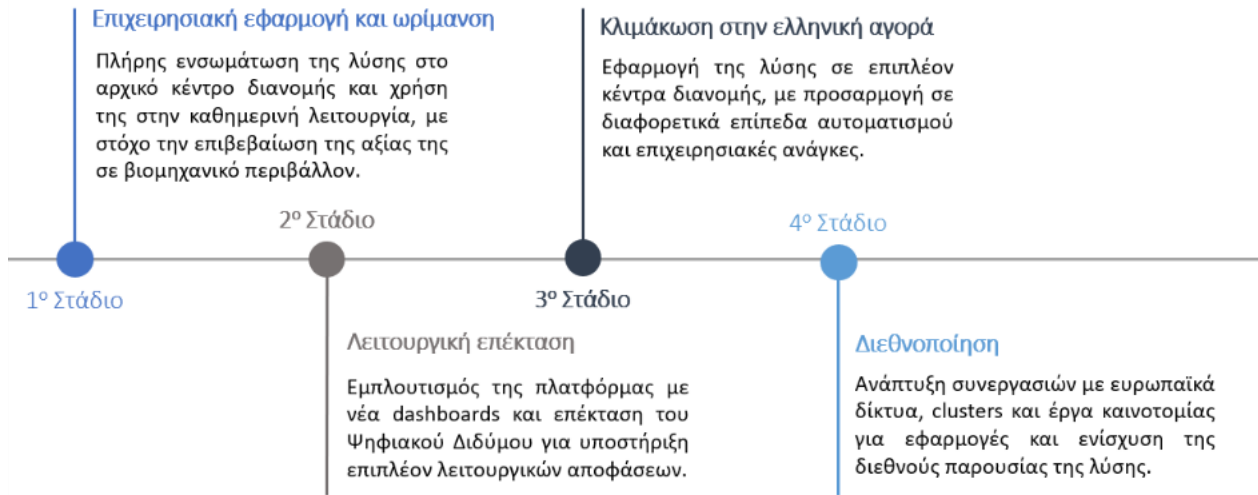 Επιχειρησιακή εφαρμογή και ωρίμανση
Πλήρης ενσωμάτωση της λύσης στο
αρχικό κέντρο διανομής και χρήση
της στην καθημερινή λειτουργία, με
στόχο την επιβεβαίωση της αξίας της
σε βιομηχανικό περιβάλλον.
1º Στάδιο
2º Στάδιο
Λειτουργική επέκταση
Εμπλουτισμός της πλατφόρμας με
νέα dashboards και επέκταση του
Ψηφιακού Διδύμου για υποστήριξη
επιπλέον λειτουργικών αποφάσεων.
Κλιμάκωση στην ελληνική αγορά
Εφαρμογή της λύσης σε επιπλέον
κέντρα διανομής, με προσαρμογή σε
διαφορετικά επίπεδα αυτοματισμού
και επιχειρησιακές ανάγκες.
3º Στάδιο
4º Στάδιο
Διεθνοποίηση
Ανάπτυξη συνεργασιών με ευρωπαϊκά
δίκτυα, clusters και έργα καινοτομίας
για εφαρμογές και ενίσχυση της
διεθνούς παρουσίας της λύσης.